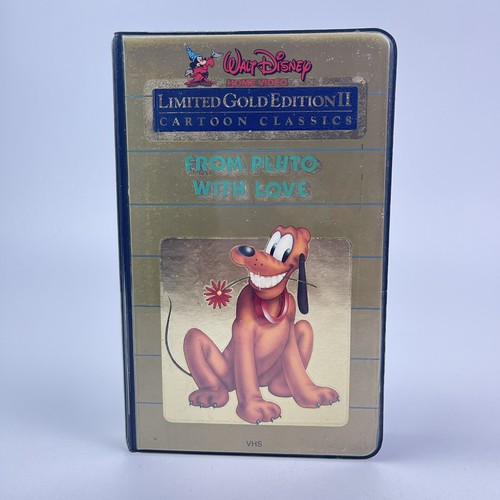 WALT DISNEY
HOME VIDEO
LIMITED GOLD EDITION II
CARTOON CLASSICS
FROM PLUTO
WITH LOVE
VHS